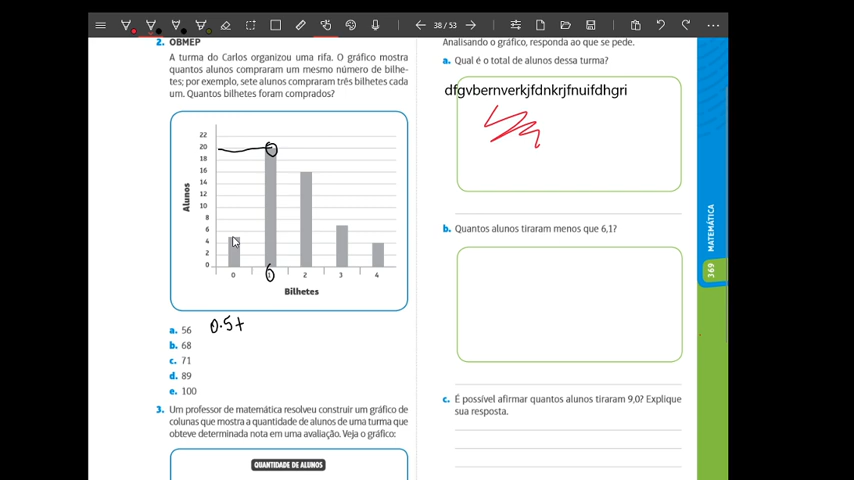 38 / 53
2. OBMEP
A turma do Carlos organizou uma rifa. O gráfico mostra
quantos alunos compraram um mesmo número de bilhe-
tes; por exemplo, sete alunos compraram três bilhetes cada
um. Quantos bilhetes foram comprados?
22
20
18
16
14
12
10
8
6
4
2
0
Alunos
0 1 2 3 4
Bilhetes
a. 56
0.5+
b. 68
c. 71
d. 89
e. 100
3. Um professor de matemática resolveu construir um gráfico de
colunas que mostra a quantidade de alunos de uma turma que
obteve determinada nota em uma avaliação. Veja o gráfico:
QUANTIDADE DE ALUNOS
Analisando o gráfico, responda ao que se pede.
a. Qual é o total de alunos dessa turma?
dfgvbernverkjfdnkrjfnuifdhgri
b. Quantos alunos tiraram menos que 6,1?
c. É possível afirmar quantos alunos tiraram 9,0? Explique
sua resposta.
369 MATEMÁTICA